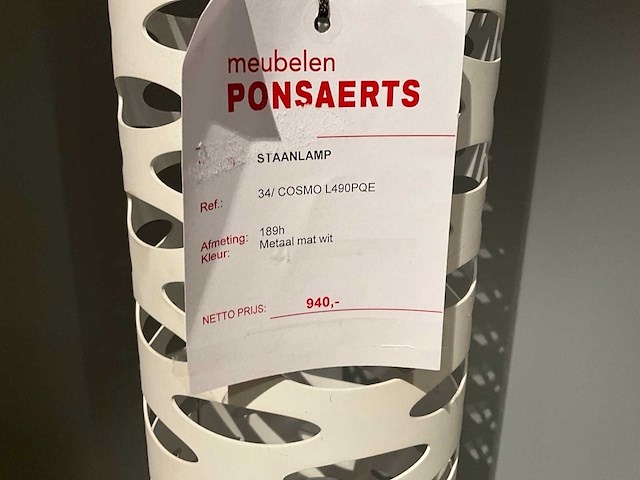 meubelen
PONSAERTS
STAANLAMP
Ref.: 34/ COSMO L490PQE
Afmeting: 189h
Kleur: Metaal mat wit
NETTO PRIJS: 940,-